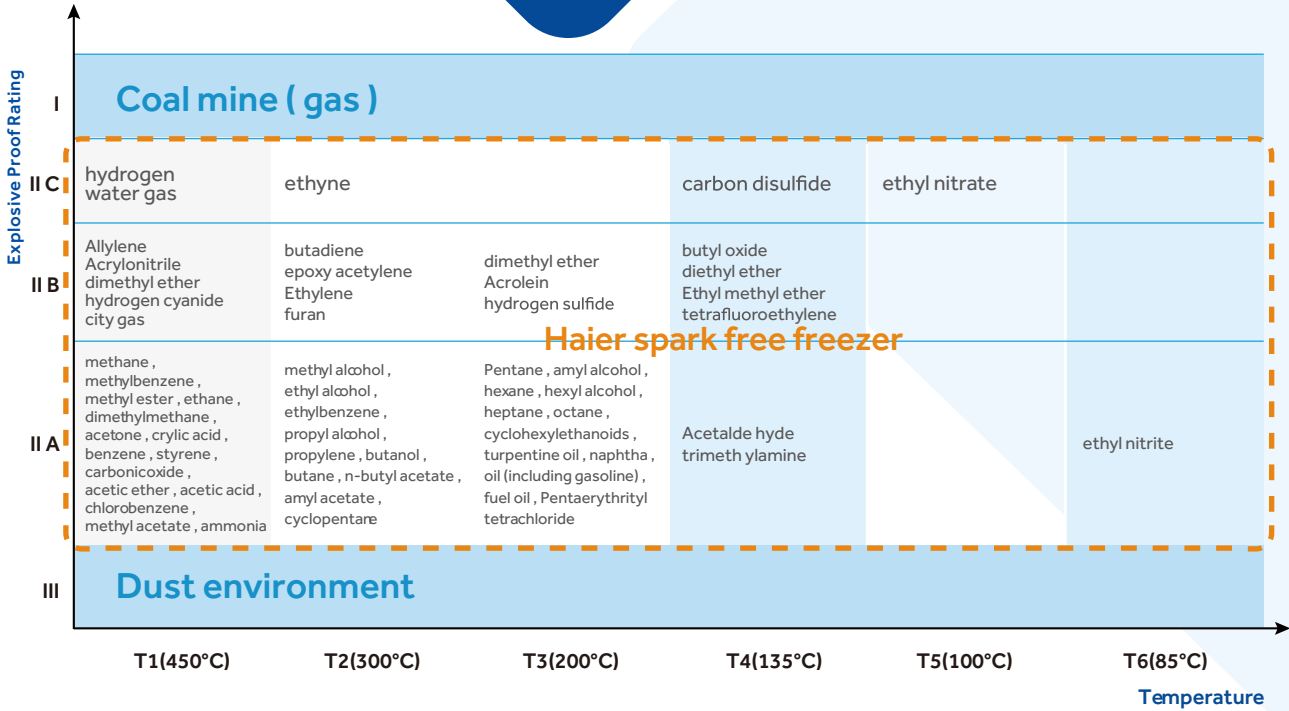 Explosive Proof Rating
I
Coal mine ( gas )
II C
hydrogen
water gas
ethyne
carbon disulfide
ethyl nitrate
II B
Allylene
Acrylonitrile
dimethyl ether
hydrogen cyanide
city gas
butadiene
epoxy acetylene
Ethylene
furan
dimethyl ether
Acrolein
hydrogen sulfide
butyl oxide
diethyl ether
Ethyl methyl ether
tetrafluoroethylene
Haier spark free freezer
II A
methane ,
methylbenzene ,
methyl ester , ethane ,
dimethylmethane ,
acetone , crylic acid ,
benzene , styrene ,
carbonicoxide ,
acetic ether , acetic acid ,
chlorobenzene ,
methyl acetate , ammonia
methyl alcohol ,
ethyl alcohol ,
ethylbenzene ,
propyl alcohol ,
propylene , butanol ,
butane , n-butyl acetate ,
amyl acetate ,
cyclopentane
Pentane , amyl alcohol ,
hexane , hexyl alcohol ,
heptane , octane ,
cyclohexylethanoids ,
turpentine oil , naphtha ,
oil (including gasoline) ,
fuel oil , Pentaerythrityl
tetrachloride
Acetalde hyde
trimeth ylamine
ethyl nitrite
III
Dust environment
T1(450°C)
T2(300°C)
T3(200°C)
T4(135°C)
T5(100°C)
T6(85°C)
Temperature